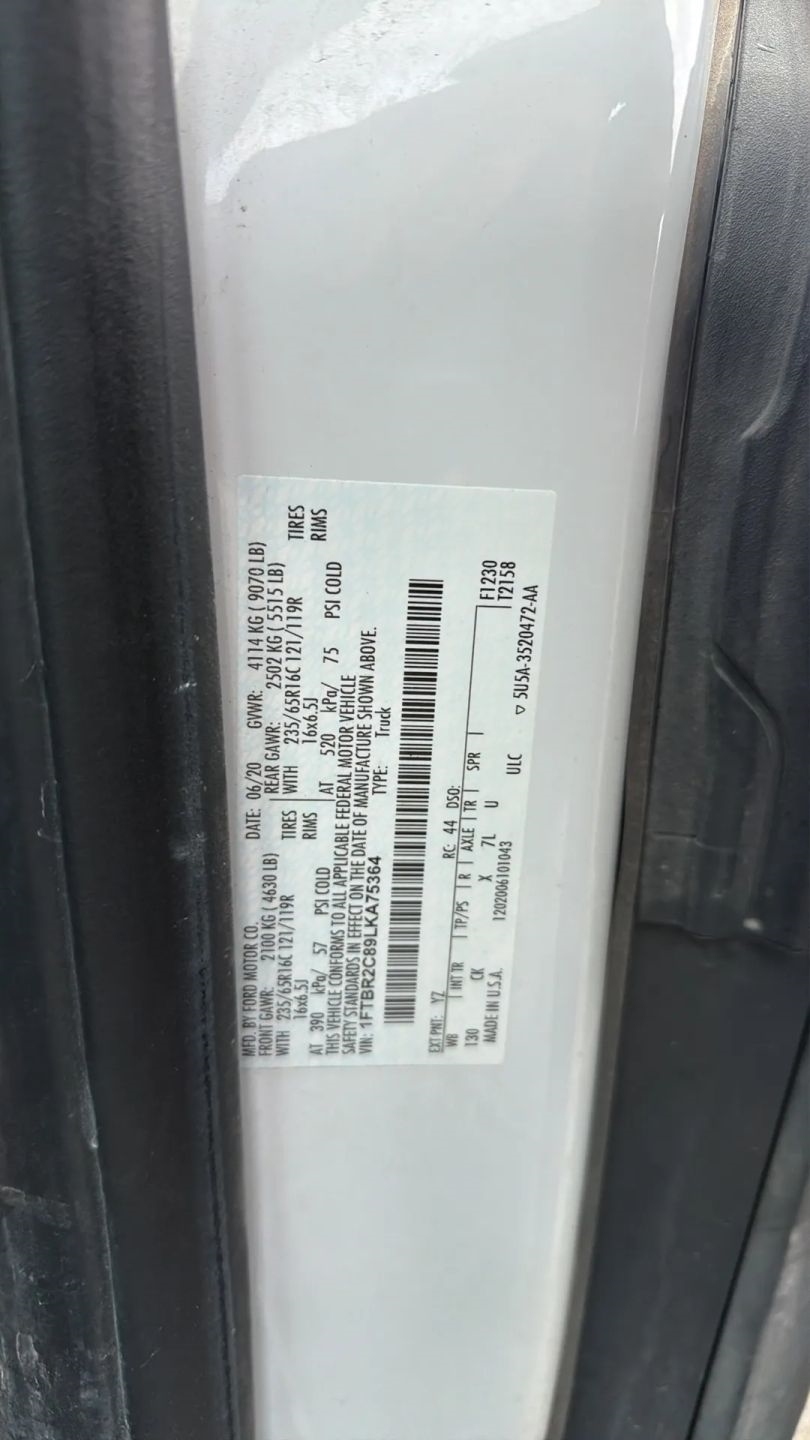 MFD. BY FORD MOTOR CO.
DATE: 06/20 GVWR: 4114 KG ( 9070 LB)
FRONT GAWR: 2100 KG ( 4630 LB) REAR GAWR: 2502 KG ( 5515 LB)
WITH 235/65R16C 121/119R TIRES WITH 235/65R16C 121/119R TIRES
16x6.5J RIMS 16x6.5J RIMS
AT 390 kPa/ 57 PSI COLD AT 520 kPa/ 75 PSI COLD
THIS VEHICLE CONFORMS TO ALL APPLICABLE FEDERAL MOTOR VEHICLE
SAFETY STANDARDS IN EFFECT ON THE DATE OF MANUFACTURE SHOWN ABOVE.
VIN: 1FTBR2C89LKA75364 TYPE: Truck
EXT PNT: YZ RC: 44 DSO:
WB INT TR TP/PS R AXLE TR SPR F1230
130 CK X 7L U T2158
MADE IN U.S.A. 1202006101043 ULC ▽ 5U5A-3520472-AA